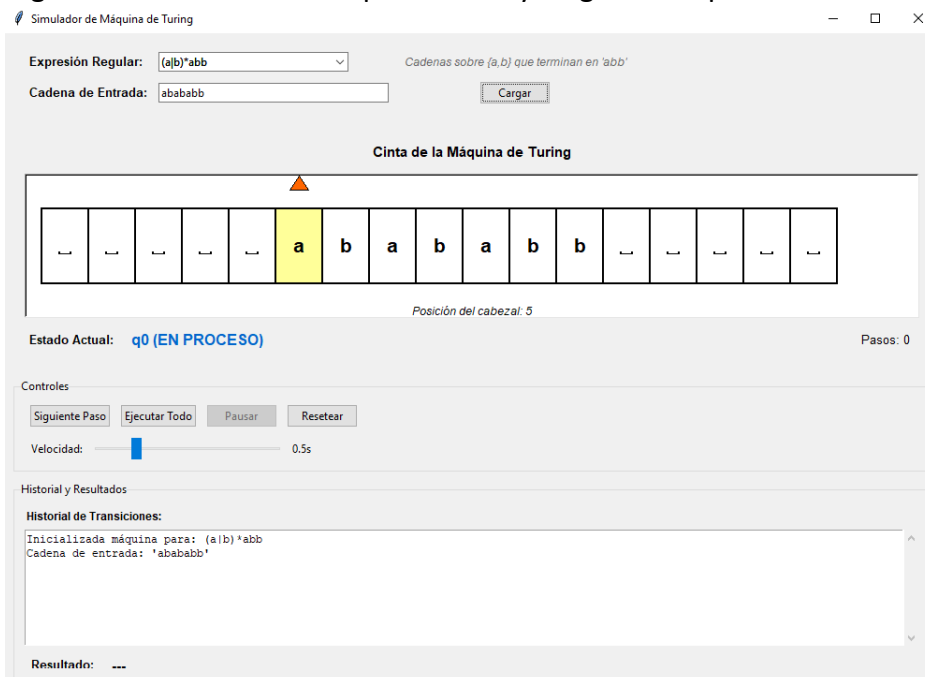 Simulador de Máquina de Turing
Expresión Regular: (a|b)*abb Cadenas sobre {a,b} que terminan en 'abb'
Cadena de Entrada: abababb Cargar
Cinta de la Máquina de Turing
␣ ␣ ␣ ␣ ␣ a b a b a b b ␣ ␣ ␣ ␣ ␣
Posición del cabezal: 5
Estado Actual: q0 (EN PROCESO) Pasos: 0
Controles
Siguiente Paso Ejecutar Todo Pausar Resetear
Velocidad: 0.5s
Historial y Resultados
Historial de Transiciones:
Inicializada máquina para: (a|b)*abb
Cadena de entrada: 'abababb'
Resultado: ---